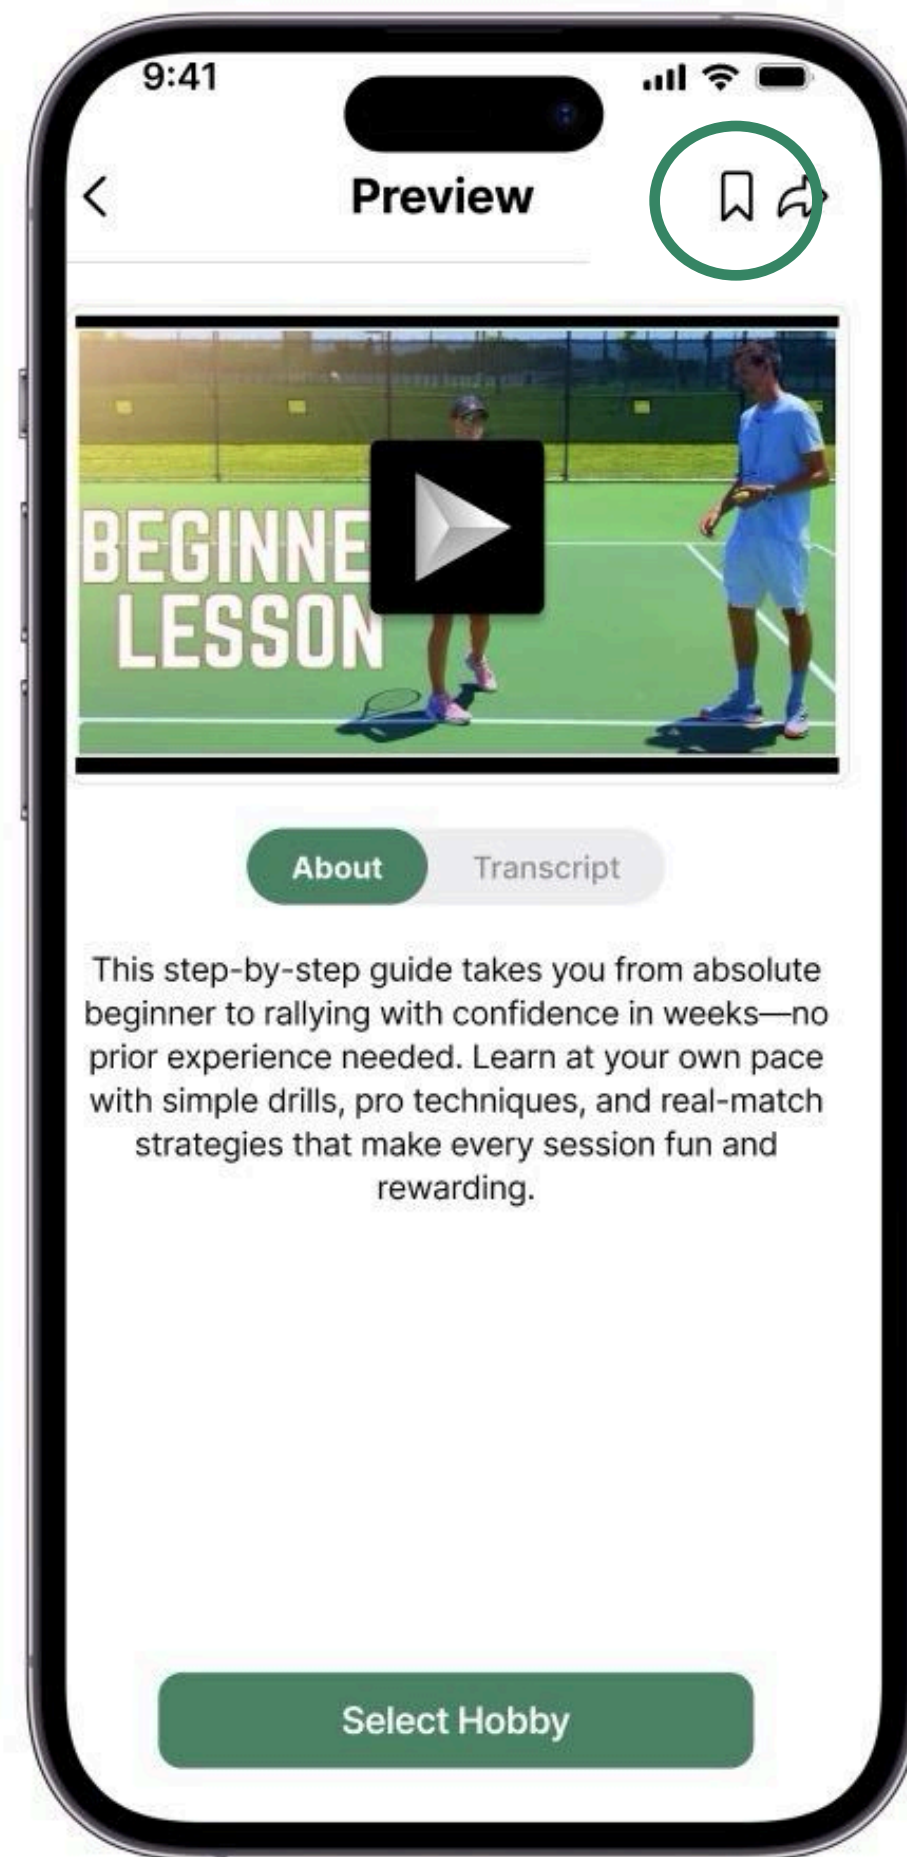 9:41
Preview
BEGINNE
LESSON
About Transcript
This step-by-step guide takes you from absolute
beginner to rallying with confidence in weeks—no
prior experience needed. Learn at your own pace
with simple drills, pro techniques, and real-match
strategies that make every session fun and
rewarding.
Select Hobby